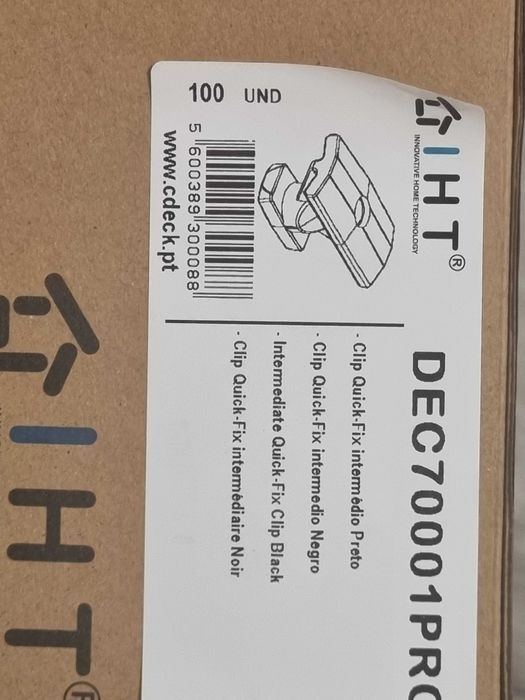 IHT®
INNOVATIVE HOME TECHNOLOGY
DEC70001PRO
- Clip Quick-Fix intermédio Preto
- Clip Quick-Fix intermedio Negro
- Intermediate Quick-Fix Clip Black
- Clip Quick-Fix intermèdiaire Noir
100 UND
5 600389 300088
www.cdeck.pt
IHT®